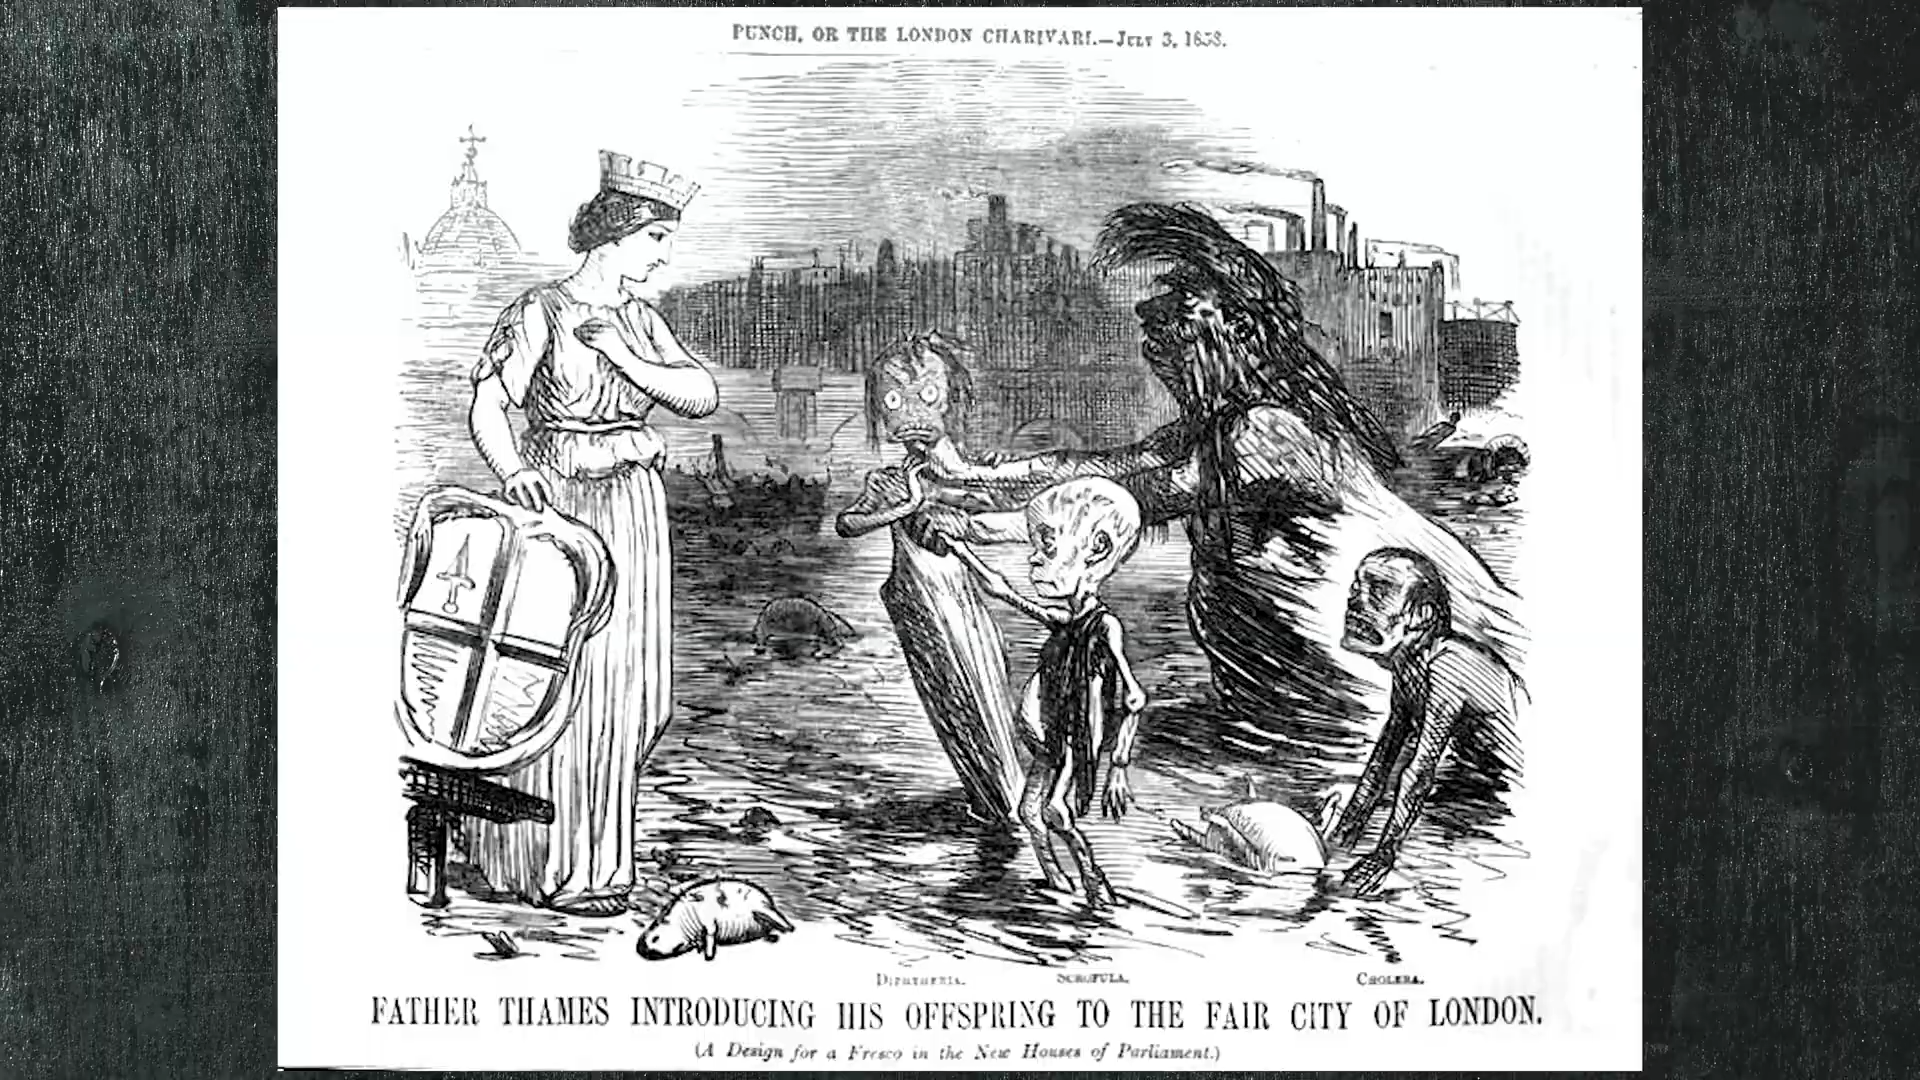 PUNCH, OR THE LONDON CHARIVARI.—July 3, 1858.
Diphtheria. Scrofula. Cholera.
FATHER THAMES INTRODUCING HIS OFFSPRING TO THE FAIR CITY OF LONDON.
(A Design for a Fresco in the New Houses of Parliament.)